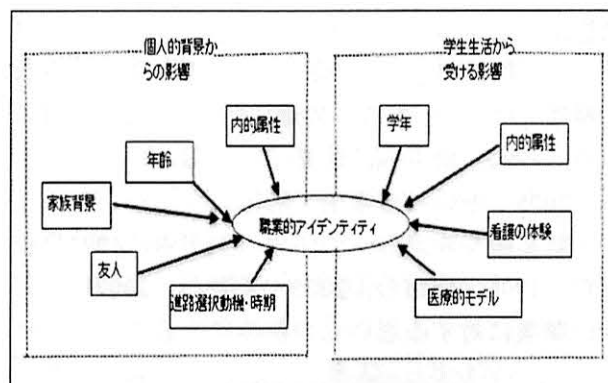 個人的背景か
らの影響
学生生活から
受ける影響
内的属性
学年
年齢
内的属性
家族背景
職業的アイデンティティ
看護の体験
友人
進路選択動機・時期
医療的モデル